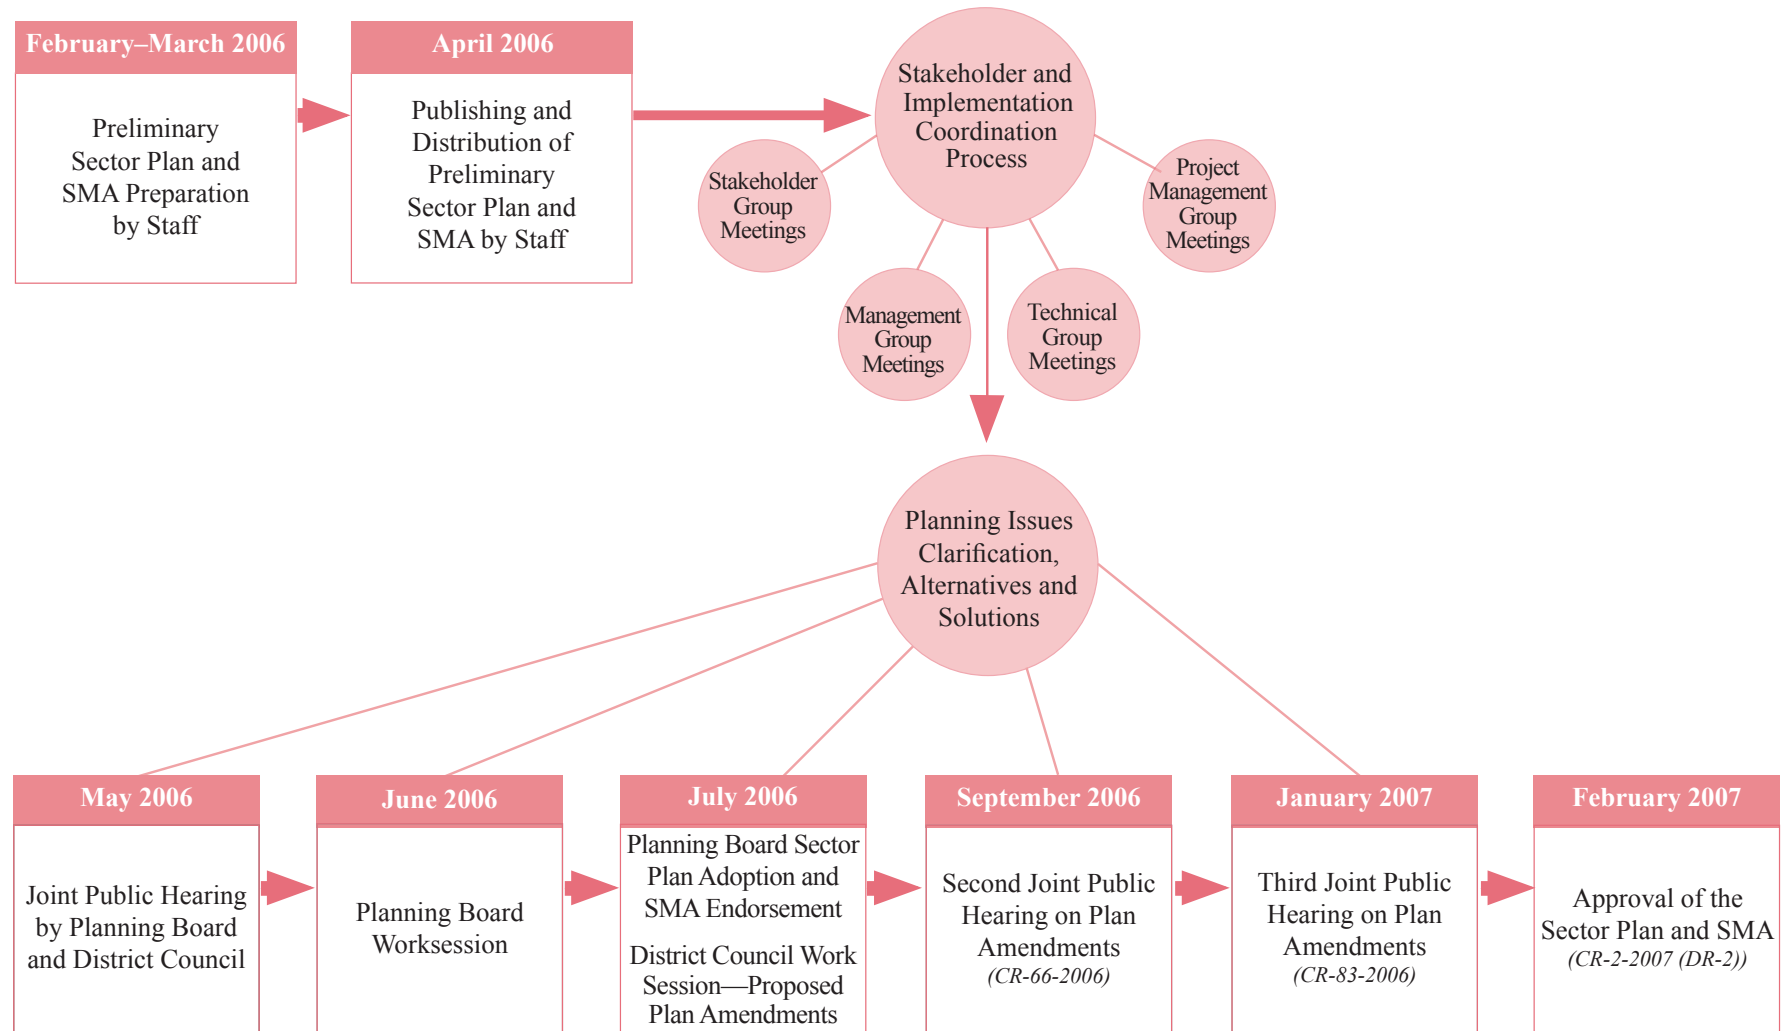 February–March 2006
Preliminary
Sector Plan and
SMA Preparation
by Staff
April 2006
Publishing and
Distribution of
Preliminary
Sector Plan and
SMA by Staff
Stakeholder and
Implementation
Coordination
Process
Stakeholder
Group
Meetings
Management
Group
Meetings
Technical
Group
Meetings
Project
Management
Group
Meetings
Planning Issues
Clarification,
Alternatives and
Solutions
May 2006
Joint Public Hearing
by Planning Board
and District Council
June 2006
Planning Board
Worksession
July 2006
Planning Board Sector
Plan Adoption and
SMA Endorsement
District Council Work
Session—Proposed
Plan Amendments
September 2006
Second Joint Public
Hearing on Plan
Amendments
(CR-66-2006)
January 2007
Third Joint Public
Hearing on Plan
Amendments
(CR-83-2006)
February 2007
Approval of the
Sector Plan and SMA
(CR-2-2007 (DR-2))